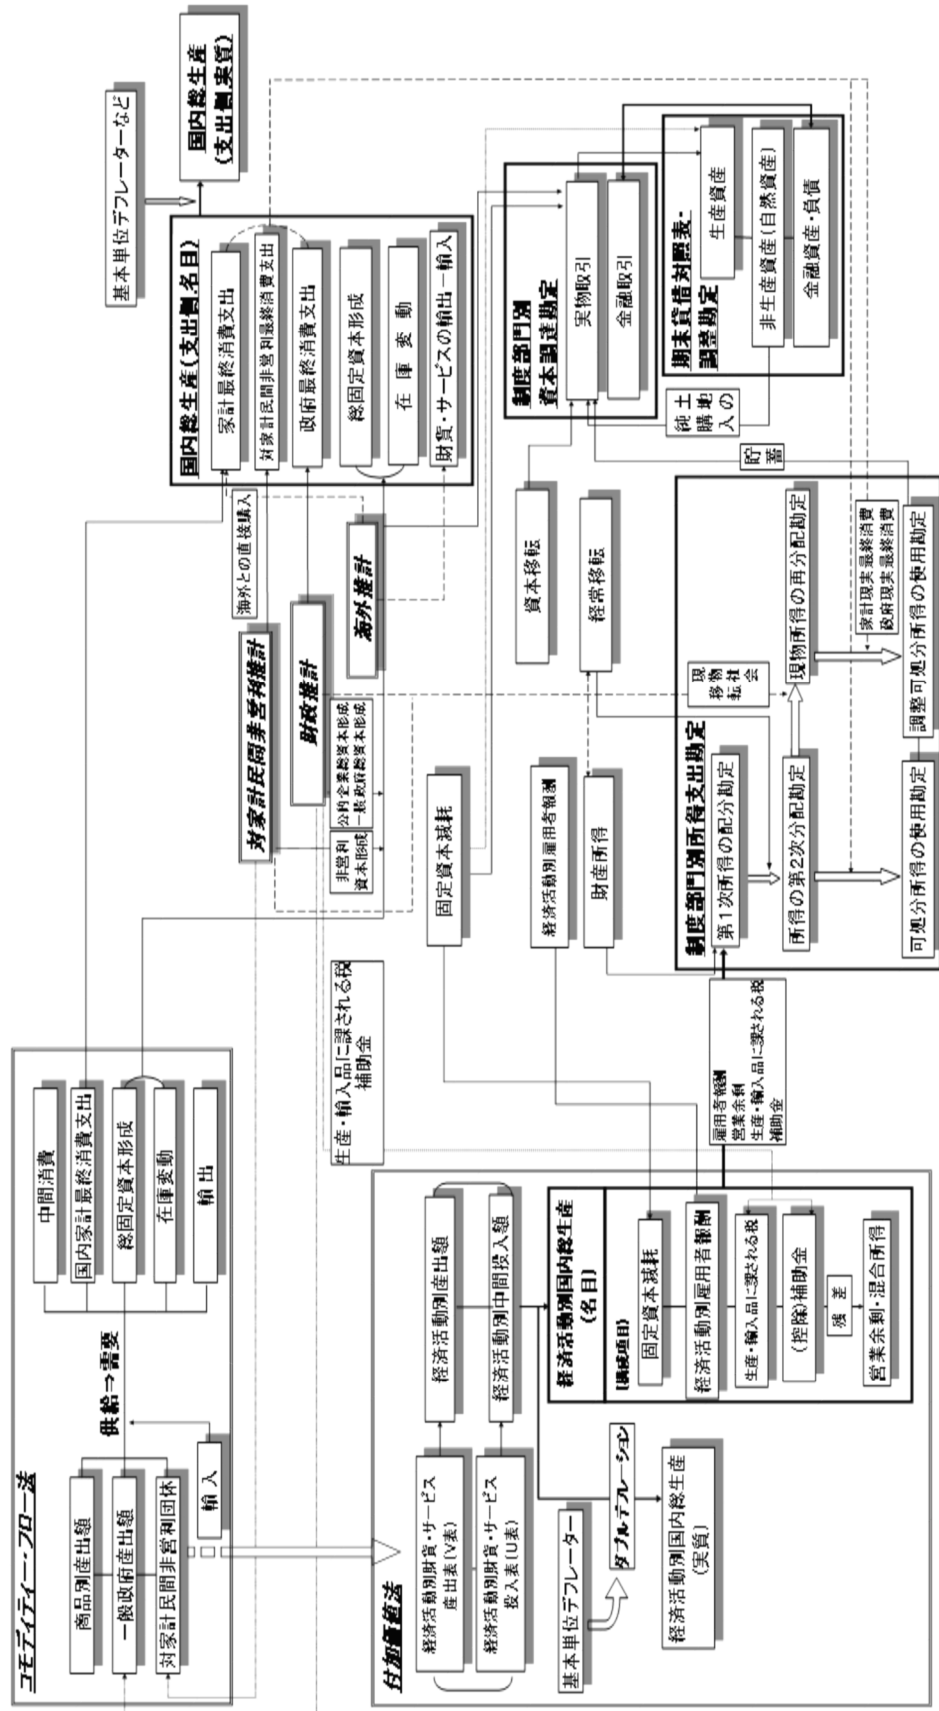 コモディティー・フロー法
商品別産出額
一般政府産出額
対家計民間非営利団体
輸入
供給⇒需要
中間消費
国内家計最終消費支出
総固定資本形成
在庫変動
輸出
付加価値法
経済活動別財貨・サービス
産出表(V表)
経済活動別財貨・サービス
投入表(U表)
基本単位デフレーター
ダブルデフレーション
経済活動別国内総生産
(実質)
経済活動別産出額
経済活動別中間投入額
経済活動別国内総生産
(名目)
[構成項目]
固定資本減耗
経済活動別雇用者報酬
生産・輸入品に課される税
(控除)補助金
残差
営業余剰・混合所得
生産・輸入品に課される税
補助金
雇用者報酬
営業余剰
生産・輸入品に課される税
補助金
対家計民間非営利推計
財政推計
海外推計
海外との直接購入
非営利
資本形成
公的企業総資本形成
一般政府総資本形成
固定資本減耗
経済活動別雇用者報酬
財産所得
資本移転
経常移転
現物社会
移転
基本単位デフレーターなど
国内総生産
(支出側,実質)
国内総生産(支出側,名目)
家計最終消費支出
対家計民間非営利最終消費支出
政府最終消費支出
総固定資本形成
在庫変動
財貨・サービスの輸出-輸入
制度部門別
資本調達勘定
実物取引
金融取引
期末貸借対照表・
調整勘定
生産資産
非生産資産(自然資産)
金融資産・負債
土地の
純購入
貯蓄
制度部門別所得支出勘定
第1次所得の配分勘定
所得の第2次分配勘定
現物所得の再分配勘定
家計現実最終消費
政府現実最終消費
可処分所得の使用勘定
調整可処分所得の使用勘定